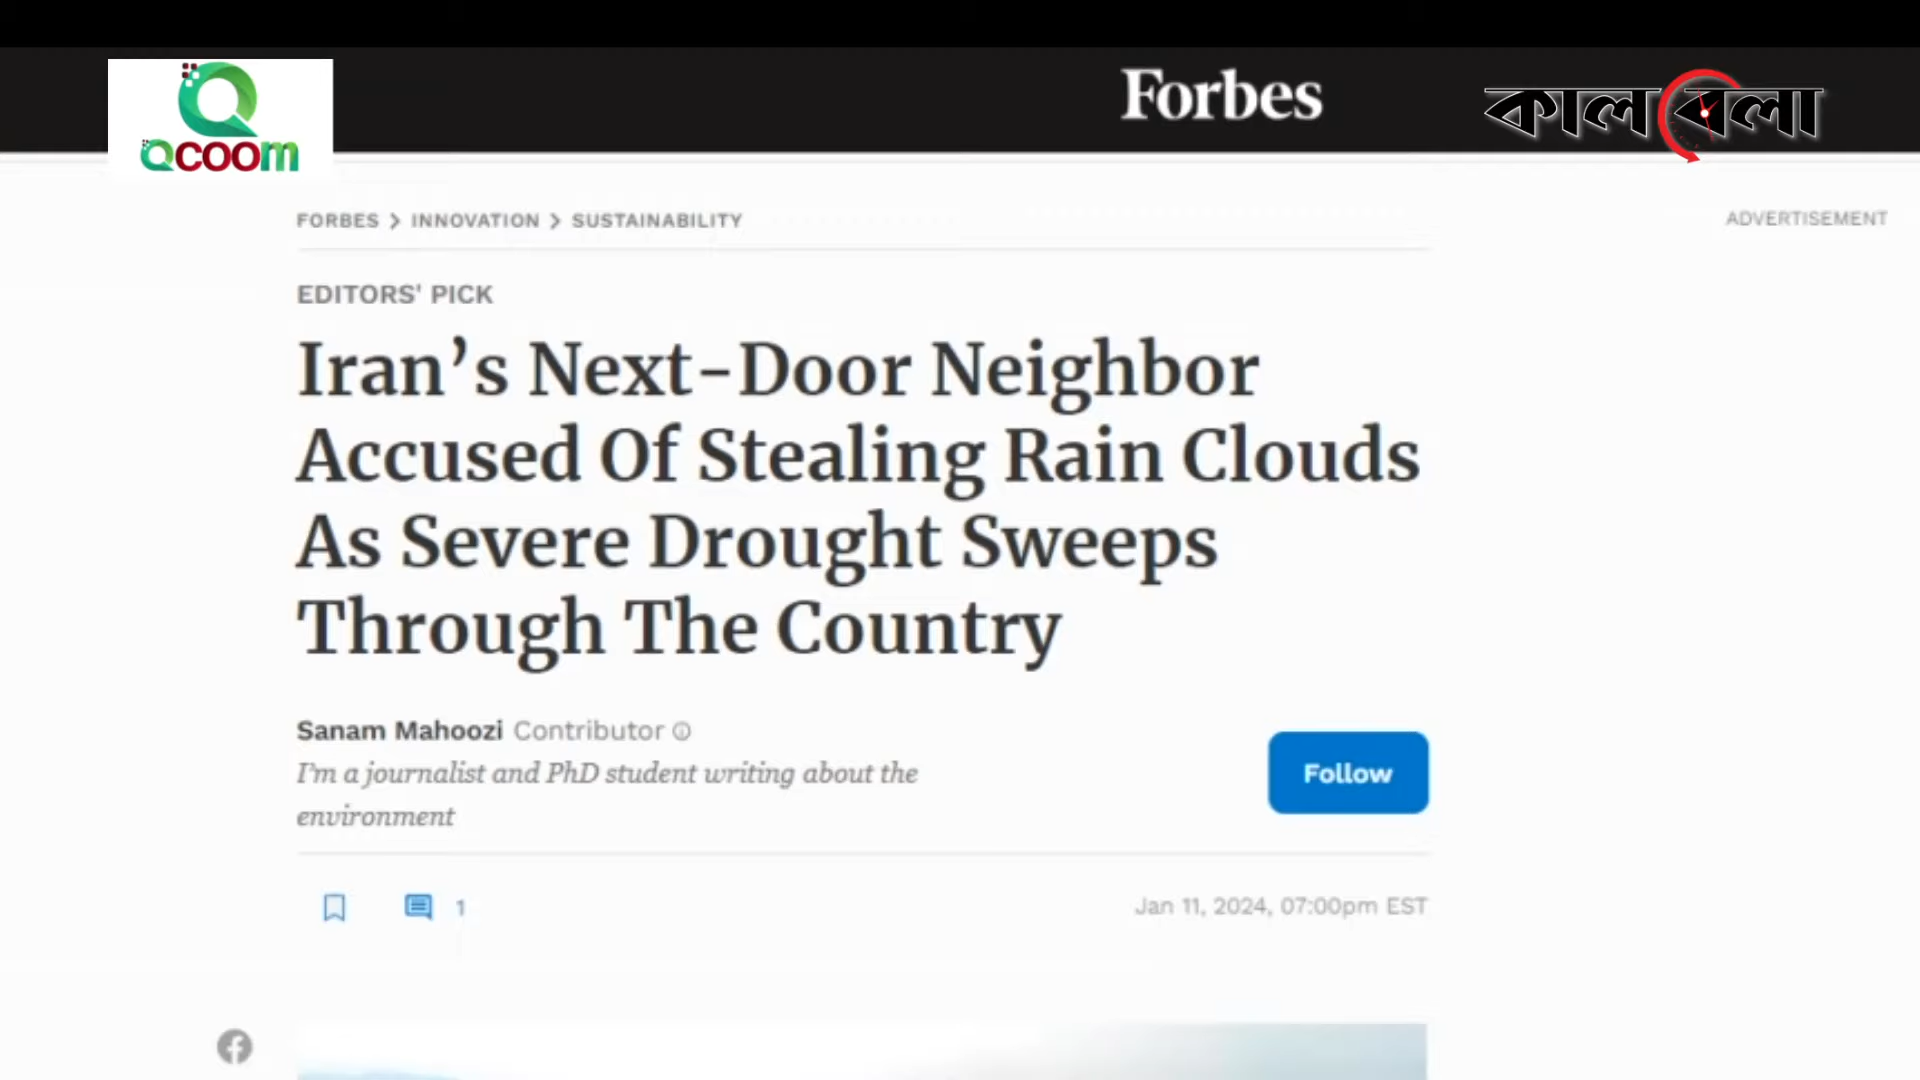 Forbes
কালবেলা
QCOOM
FORBES > INNOVATION > SUSTAINABILITY
ADVERTISEMENT
EDITORS' PICK
Iran’s Next-Door Neighbor
Accused Of Stealing Rain Clouds
As Severe Drought Sweeps
Through The Country
Sanam Mahoozi Contributor
I'm a journalist and PhD student writing about the
environment
Follow
1
Jan 11, 2024, 07:00pm EST